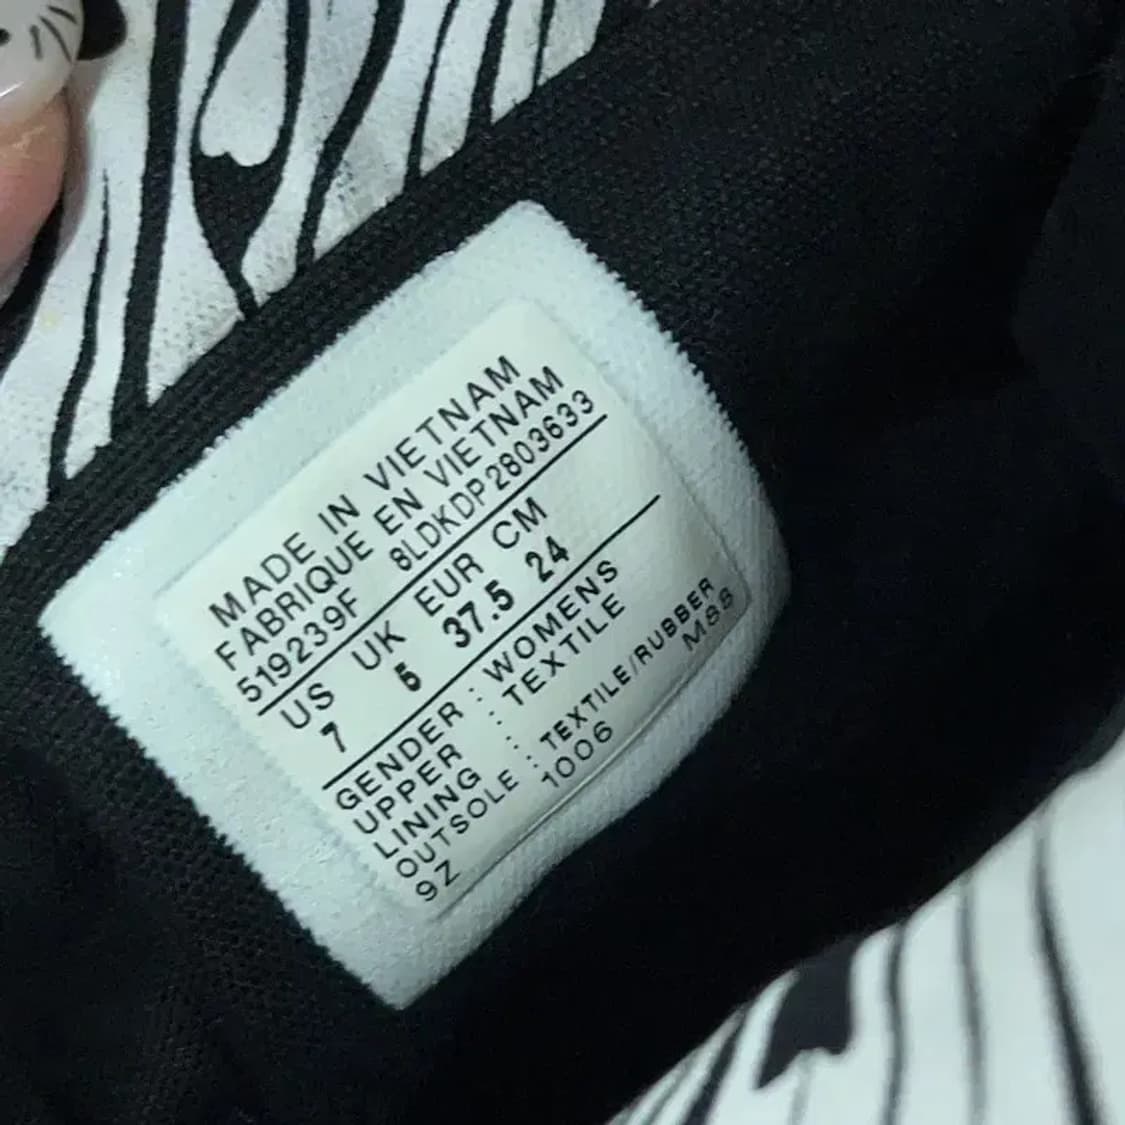 MADE IN VIETNAM
FABRIQUE EN VIETNAM
519239F 8LDKDP2803633
US UK EUR CM
7 5 37.5 24
GENDER : WOMENS
UPPER : TEXTILE
LINING :
OUTSOLE : TEXTILE/RUBBER
9Z 1006 M88